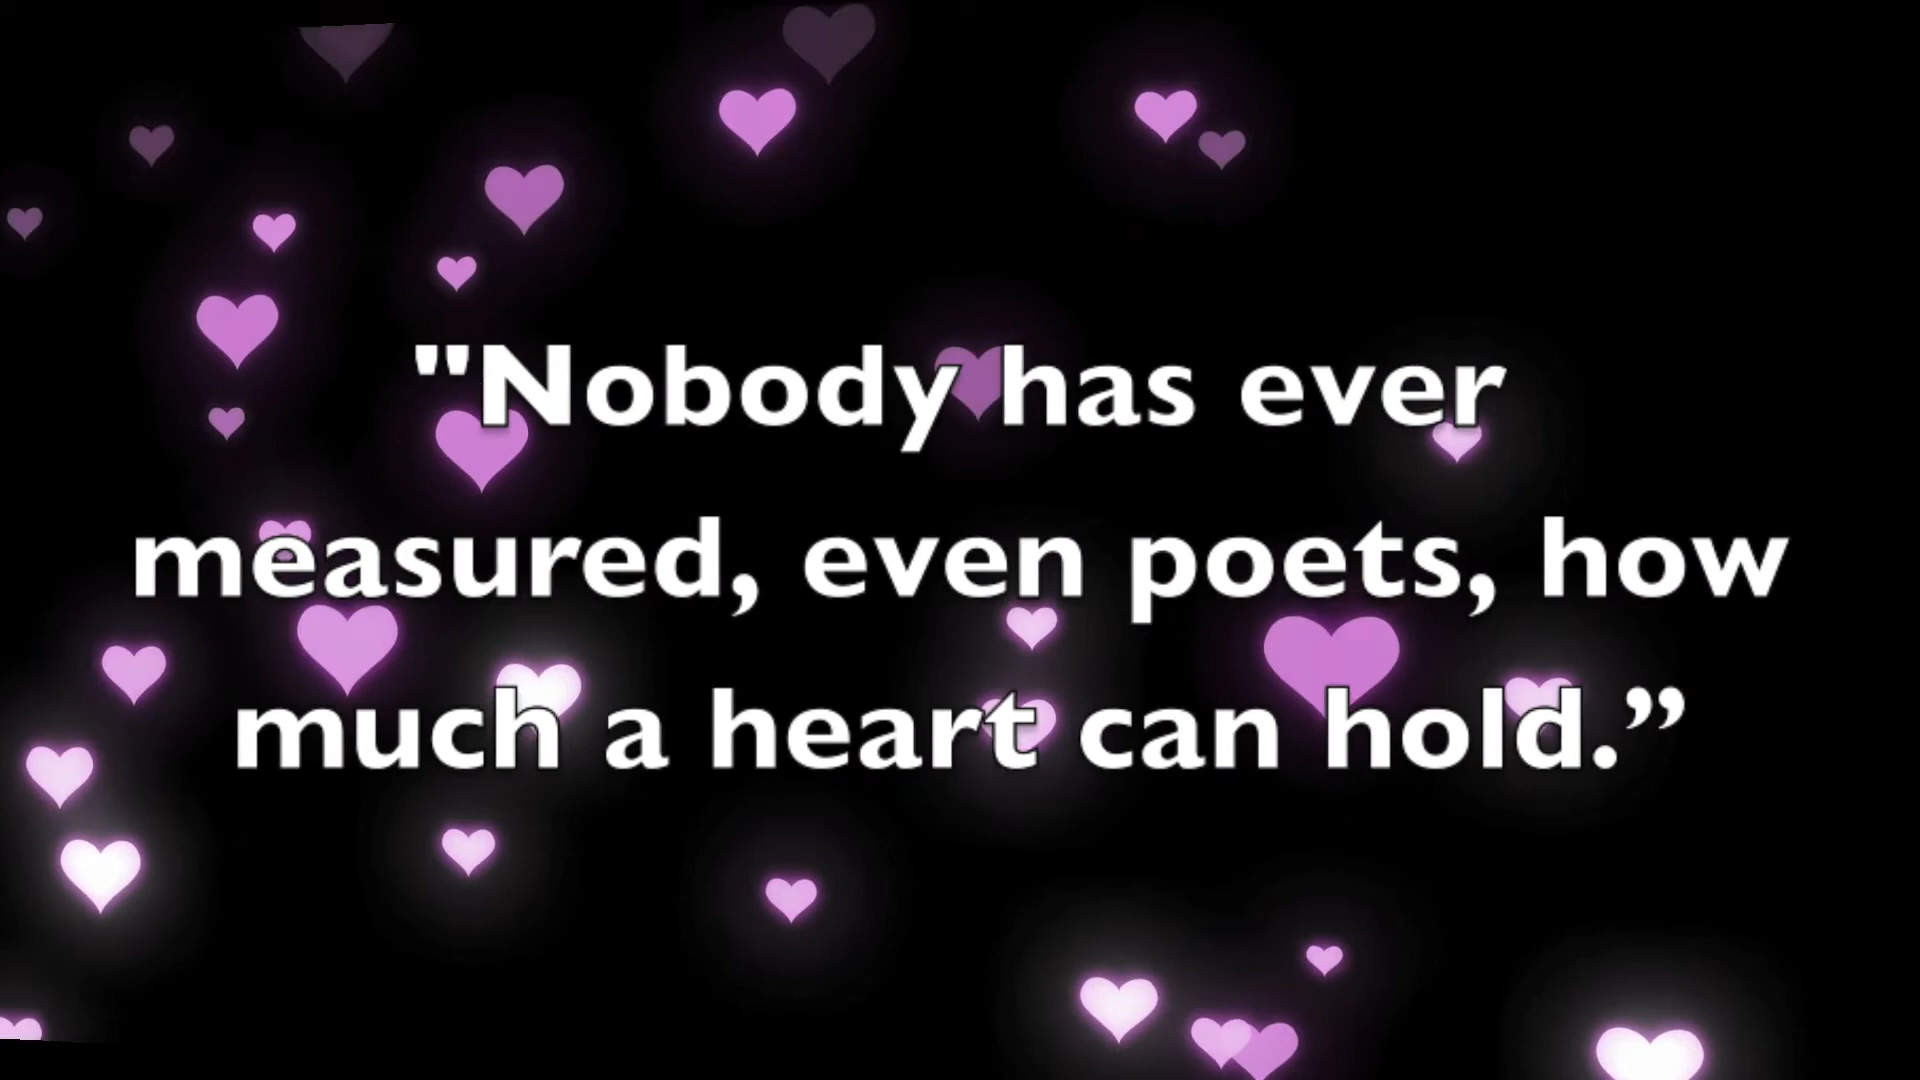 "Nobody has ever
measured, even poets, how
much a heart can hold.”